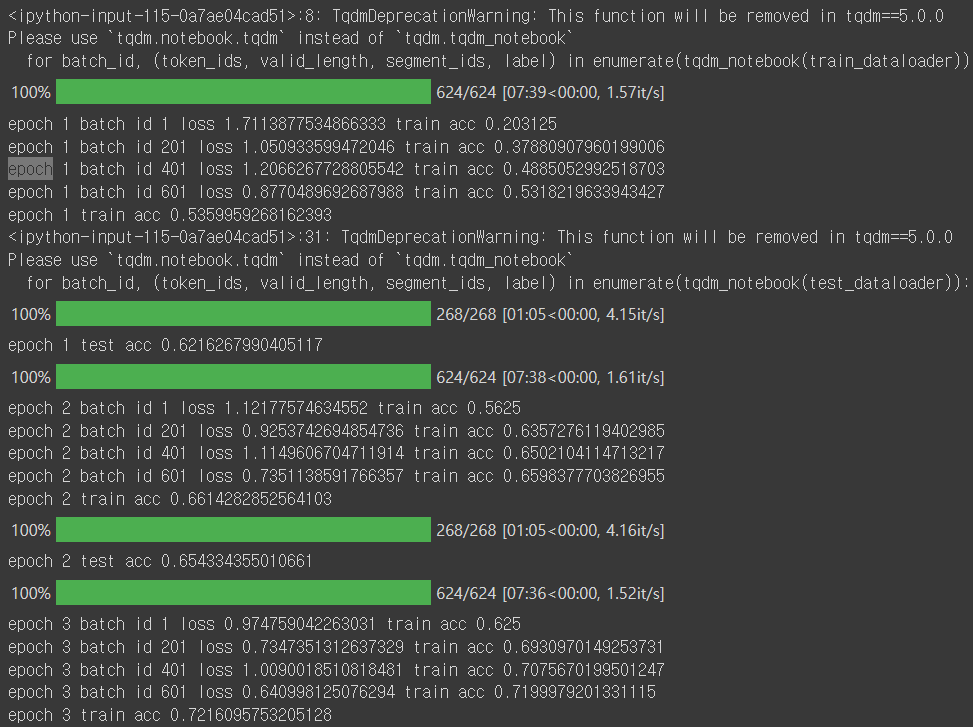 <ipython-input-115-0a7ae04cad51>:8: TqdmDeprecationWarning: This function will be removed in tqdm==5.0.0
Please use `tqdm.notebook.tqdm` instead of `tqdm.tqdm_notebook`
  for batch_id, (token_ids, valid_length, segment_ids, label) in enumerate(tqdm_notebook(train_dataloader))
100% 624/624 [07:39<00:00, 1.57it/s]
epoch 1 batch id 1 loss 1.7113877534866333 train acc 0.203125
epoch 1 batch id 201 loss 1.050933599472046 train acc 0.37880907960199006
epoch 1 batch id 401 loss 1.2066267728805542 train acc 0.4885052992518703
epoch 1 batch id 601 loss 0.8770489692687988 train acc 0.5318219633943427
epoch 1 train acc 0.5359959268162393
<ipython-input-115-0a7ae04cad51>:31: TqdmDeprecationWarning: This function will be removed in tqdm==5.0.0
Please use `tqdm.notebook.tqdm` instead of `tqdm.tqdm_notebook`
  for batch_id, (token_ids, valid_length, segment_ids, label) in enumerate(tqdm_notebook(test_dataloader)):
100% 268/268 [01:05<00:00, 4.15it/s]
epoch 1 test acc 0.6216267990405117
100% 624/624 [07:38<00:00, 1.61it/s]
epoch 2 batch id 1 loss 1.12177574634552 train acc 0.5625
epoch 2 batch id 201 loss 0.9253742694854736 train acc 0.6357276119402985
epoch 2 batch id 401 loss 1.1149606704711914 train acc 0.6502104114713217
epoch 2 batch id 601 loss 0.7351138591766357 train acc 0.6598377703826955
epoch 2 train acc 0.6614282852564103
100% 268/268 [01:05<00:00, 4.16it/s]
epoch 2 test acc 0.654334355010661
100% 624/624 [07:36<00:00, 1.52it/s]
epoch 3 batch id 1 loss 0.974759042263031 train acc 0.625
epoch 3 batch id 201 loss 0.7347351312637329 train acc 0.6930970149253731
epoch 3 batch id 401 loss 1.0090018510818481 train acc 0.7075670199501247
epoch 3 batch id 601 loss 0.640998125076294 train acc 0.7199979201331115
epoch 3 train acc 0.7216095753205128